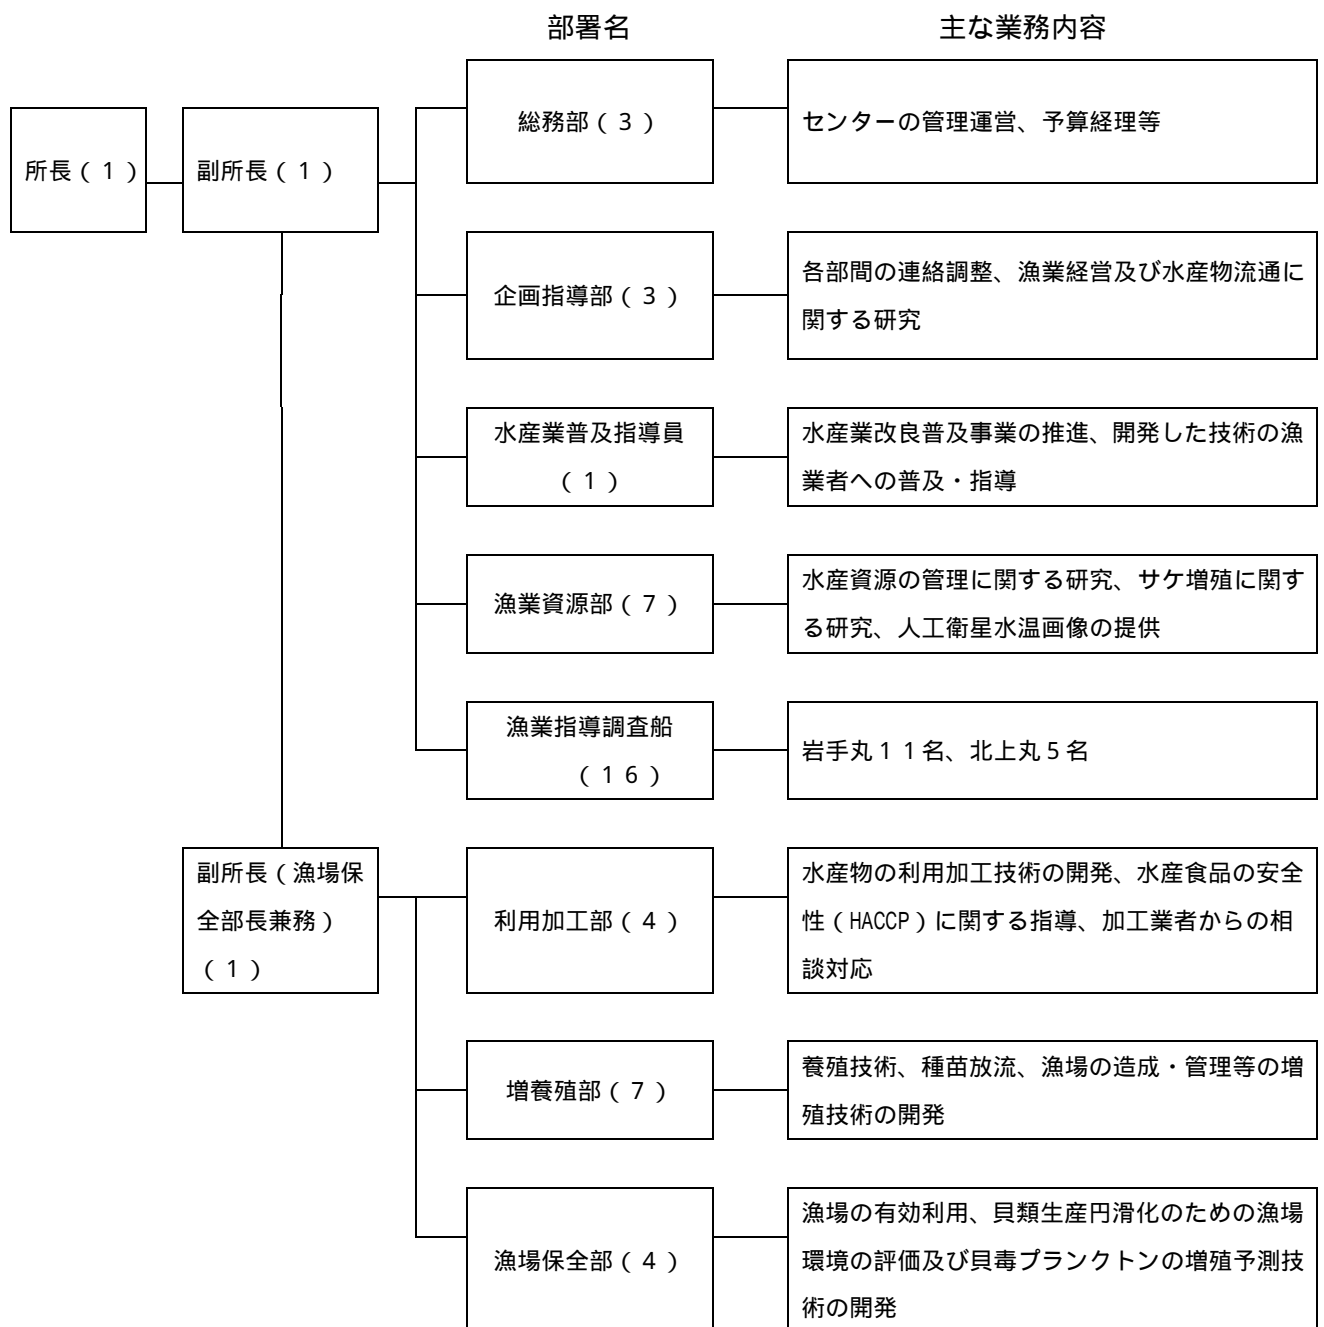 部署名
主な業務内容
所長(1)
副所長(1)
総務部(3)
センターの管理運営、予算経理等
企画指導部(3)
各部間の連絡調整、漁業経営及び水産物流通に
関する研究
水産業普及指導員
(1)
水産業改良普及事業の推進、開発した技術の漁
業者への普及・指導
漁業資源部(7)
水産資源の管理に関する研究、サケ増殖に関す
る研究、人工衛星水温画像の提供
漁業指導調査船
(16)
岩手丸11名、北上丸5名
副所長(漁場保
全部長兼務)
(1)
利用加工部(4)
水産物の利用加工技術の開発、水産食品の安全
性(HACCP)に関する指導、加工業者からの相
談対応
増養殖部(7)
養殖技術、種苗放流、漁場の造成・管理等の増
殖技術の開発
漁場保全部(4)
漁場の有効利用、貝類生産円滑化のための漁場
環境の評価及び貝毒プランクトンの増殖予測技
術の開発